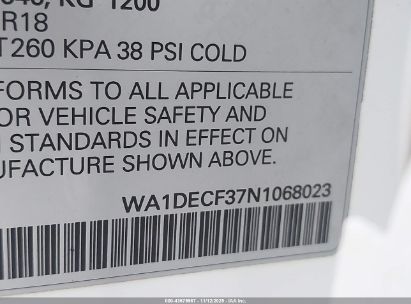 KG 1200
R18
T 260 KPA 38 PSI COLD
FORMS TO ALL APPLICABLE
OR VEHICLE SAFETY AND
STANDARDS IN EFFECT ON
UFACTURE SHOWN ABOVE.
WA1DECF37N1068023